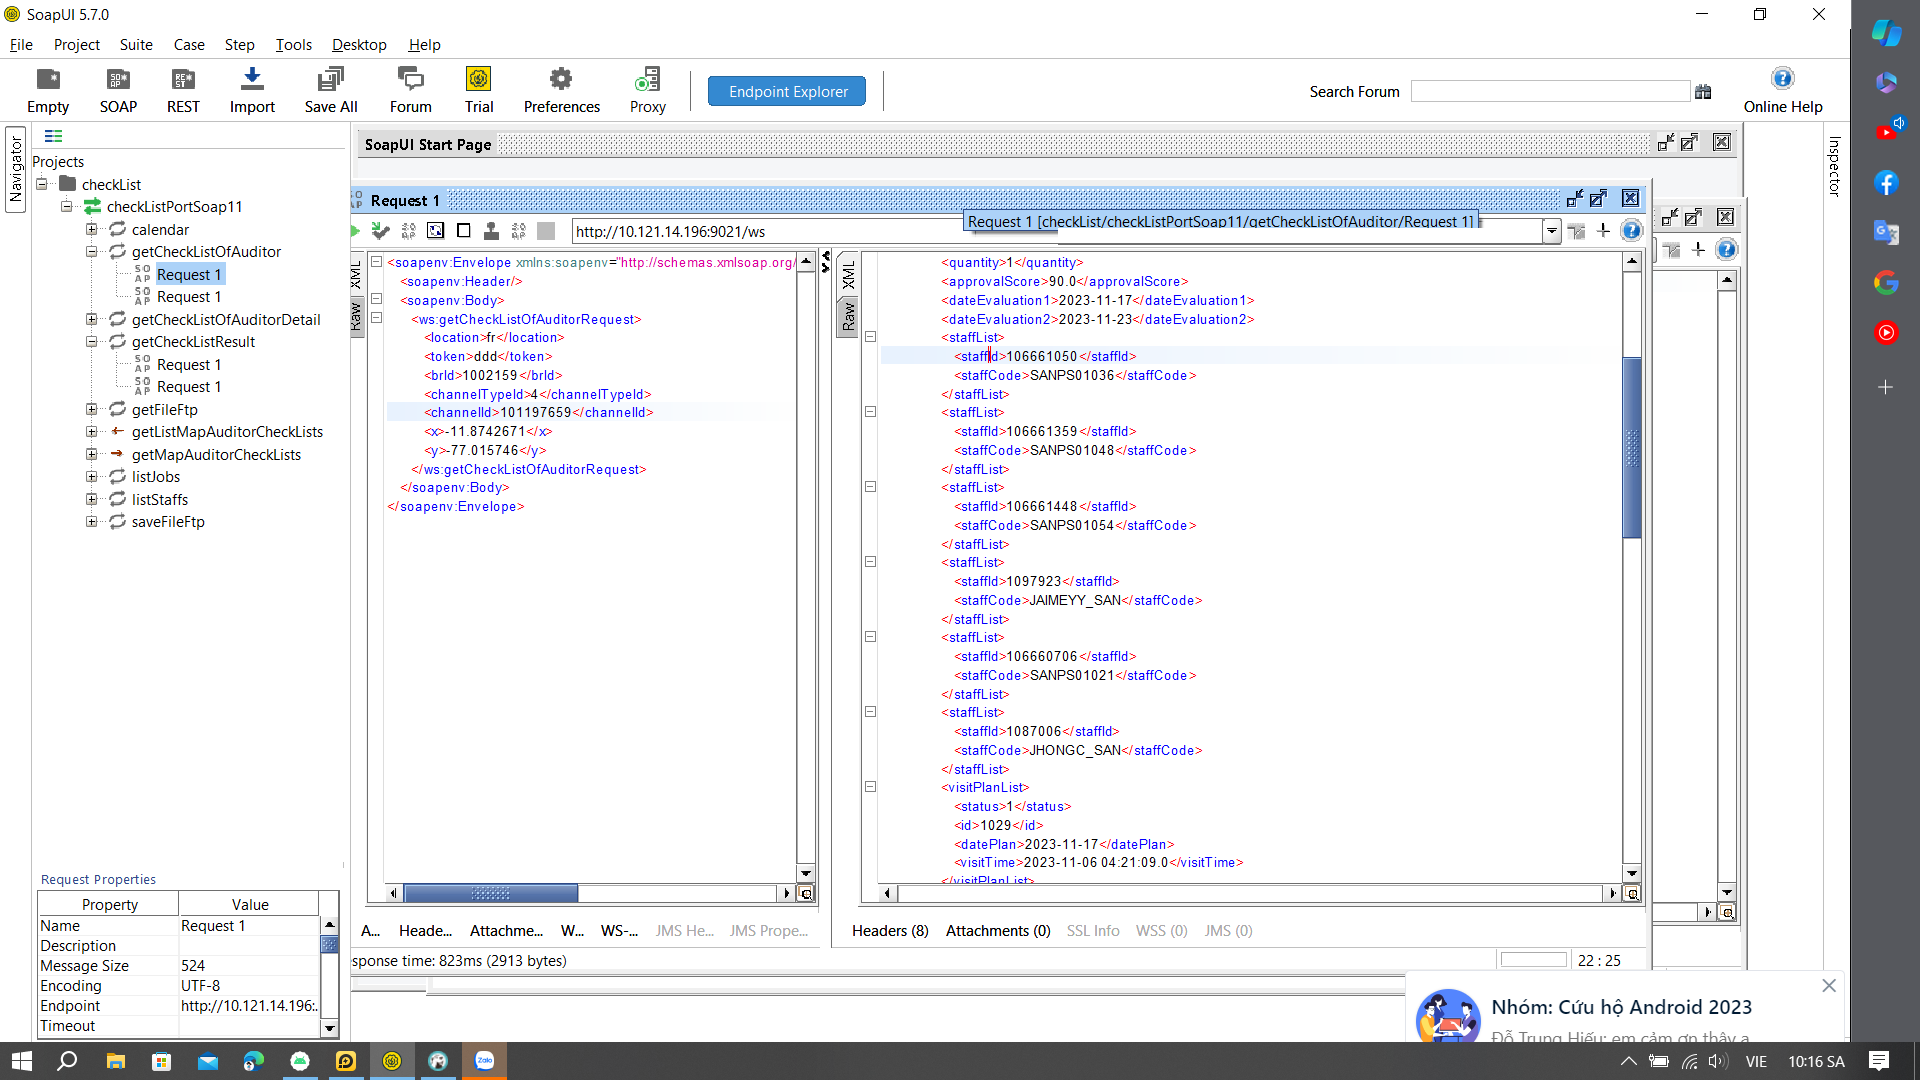 SoapUI 5.7.0
File Project Suite Case Step Tools Desktop Help
Empty SOAP REST Import Save All Forum Trial Preferences Proxy Endpoint Explorer Search Forum Online Help
Navigator
Projects
checkList
checkListPortSoap11
calendar
getCheckListOfAuditor
Request 1
Request 1
getCheckListOfAuditorDetail
getCheckListResult
Request 1
Request 1
getFileFtp
getListMapAuditorCheckLists
getMapAuditorCheckLists
listJobs
listStaffs
saveFileFtp
Request Properties
Property Value
Name Request 1
Description
Message Size 524
Encoding UTF-8
Endpoint http://10.121.14.196:..
Timeout
SoapUI Start Page
Request 1
Request 1 [checkList/checkListPortSoap11/getCheckListOfAuditor/Request 1]
http://10.121.14.196:9021/ws
XML
Raw
<soapenv:Envelope xmlns:soapenv="http://schemas.xmlsoap.org/
<soapenv:Header/>
<soapenv:Body>
<ws:getCheckListOfAuditorRequest>
<location>fr</location>
<token>ddd</token>
<brId>1002159</brId>
<channelTypeId>4</channelTypeId>
<channelId>101197659</channelId>
<x>-11.8742671</x>
<y>-77.015746</y>
</ws:getCheckListOfAuditorRequest>
</soapenv:Body>
</soapenv:Envelope>
XML
Raw
<quantity>1</quantity>
<approvalScore>90.0</approvalScore>
<dateEvaluation1>2023-11-17</dateEvaluation1>
<dateEvaluation2>2023-11-23</dateEvaluation2>
<staffList>
<staffId>106661050</staffId>
<staffCode>SANPS01036</staffCode>
</staffList>
<staffList>
<staffId>106661359</staffId>
<staffCode>SANPS01048</staffCode>
</staffList>
<staffList>
<staffId>106661448</staffId>
<staffCode>SANPS01054</staffCode>
</staffList>
<staffList>
<staffId>1097923</staffId>
<staffCode>JAIMEYY_SAN</staffCode>
</staffList>
<staffList>
<staffId>106660706</staffId>
<staffCode>SANPS01021</staffCode>
</staffList>
<staffList>
<staffId>1087006</staffId>
<staffCode>JHONGC_SAN</staffCode>
</staffList>
<visitPlanList>
<status>1</status>
<id>1029</id>
<datePlan>2023-11-17</datePlan>
<visitTime>2023-11-06 04:21:09.0</visitTime>
</visitPlanList>
A... Heade... Attachme... W... WS-... JMS He... JMS Prope...
Headers (8) Attachments (0) SSL Info WSS (0) JMS (0)
sponse time: 823ms (2913 bytes)
22 : 25
Inspector
Nhóm: Cứu hộ Android 2023
Đỗ Trung Hiếu: em cảm ơn thầy ạ
Zalo
VIE 10:16 SA